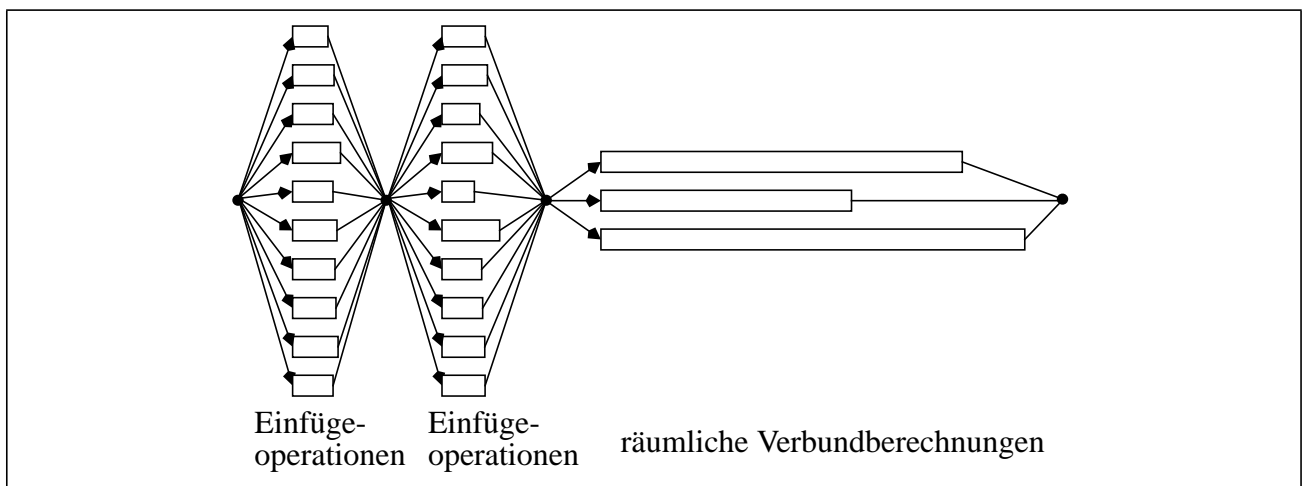 Einfüge-
operationen
Einfüge-
operationen
räumliche Verbundberechnungen